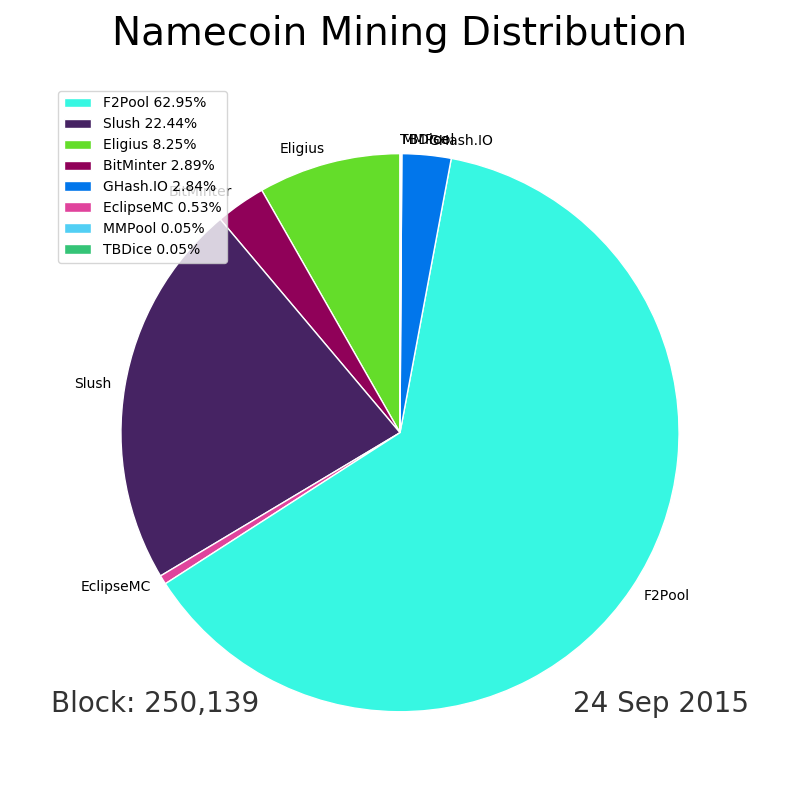 Namecoin Mining Distribution
F2Pool 62.95%
Slush 22.44%
Eligius 8.25%
BitMinter 2.89%
GHash.IO 2.84%
EclipseMC 0.53%
MMPool 0.05%
TBDice 0.05%
Eligius
GHash.IO
BitMinter
Slush
EclipseMC
F2Pool
Block: 250,139
24 Sep 2015